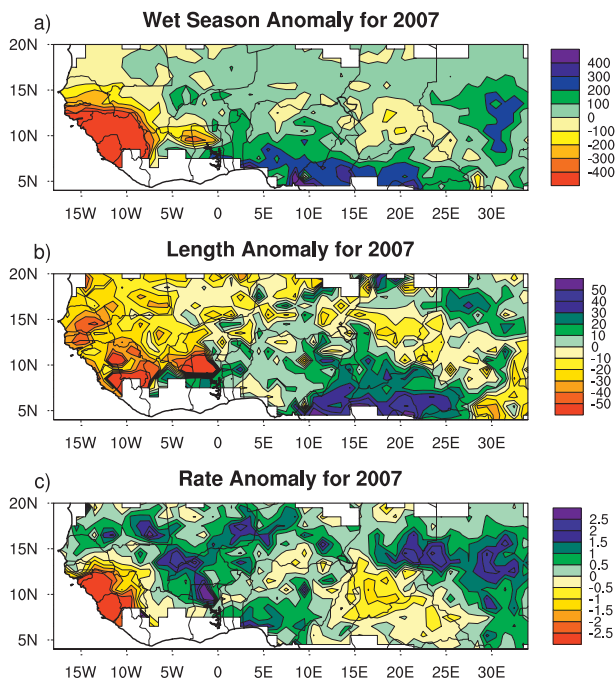 a)
Wet Season Anomaly for 2007
20N
15N
10N
5N
15W 10W 5W 0 5E 10E 15E 20E 25E 30E
400
300
200
100
0
-100
-200
-300
-400
b)
Length Anomaly for 2007
20N
15N
10N
5N
15W 10W 5W 0 5E 10E 15E 20E 25E 30E
50
40
30
20
10
0
-10
-20
-30
-40
-50
c)
Rate Anomaly for 2007
20N
15N
10N
5N
15W 10W 5W 0 5E 10E 15E 20E 25E 30E
2.5
2
1.5
1
0.5
0
-0.5
-1
-1.5
-2
-2.5